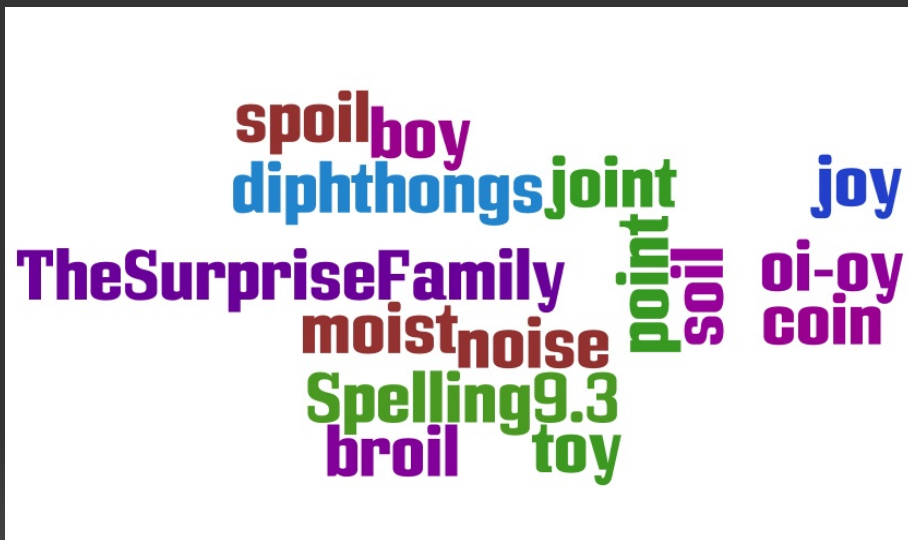 spoil
boy
diphthongs
joint
joy
TheSurpriseFamily
point
soil
oi-oy
coin
moist
noise
Spelling9.3
broil
toy